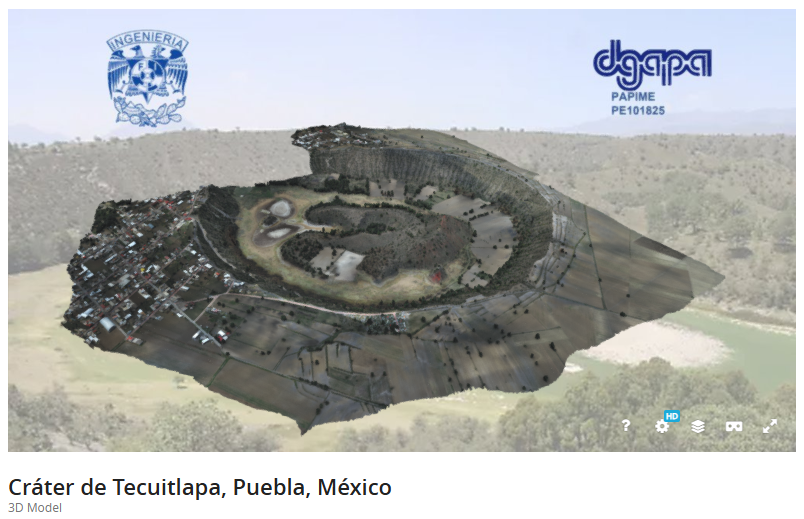 INGENIERIA
dgapa
PAPIME
PE101825
?
HD
Cráter de Tecuitlapa, Puebla, México
3D Model